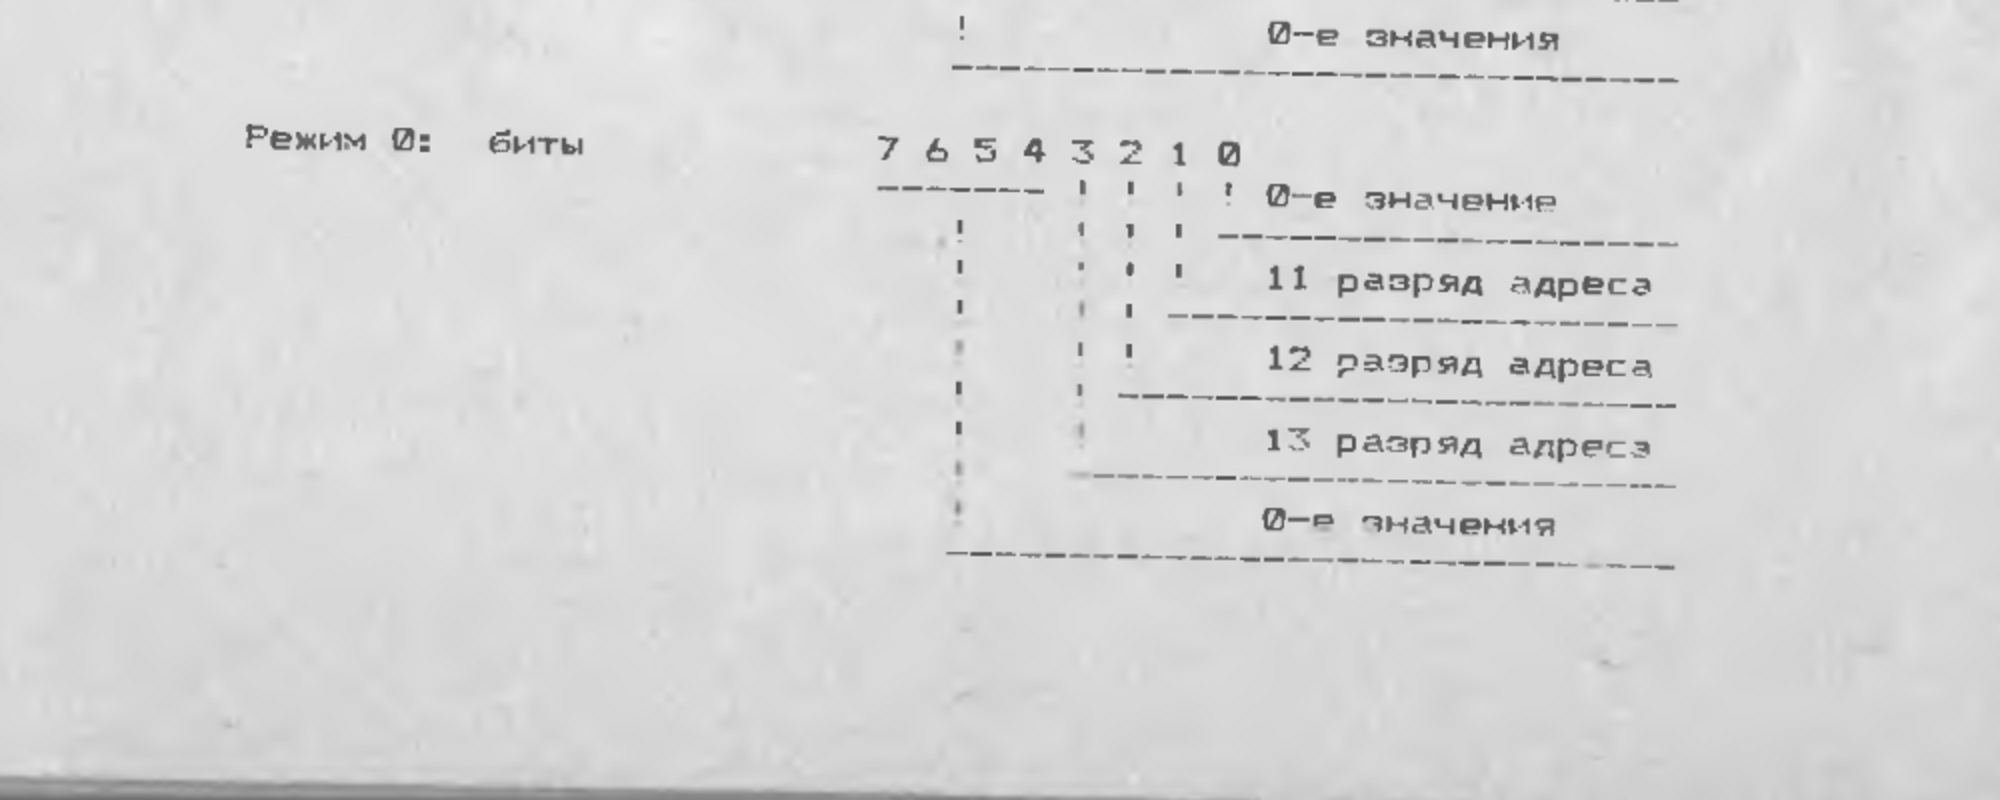 0-е значения
Режим 0: биты 7 6 5 4 3 2 1 0
0-е значение
11 разряд адреса
12 разряд адреса
13 разряд адреса
0-е значения